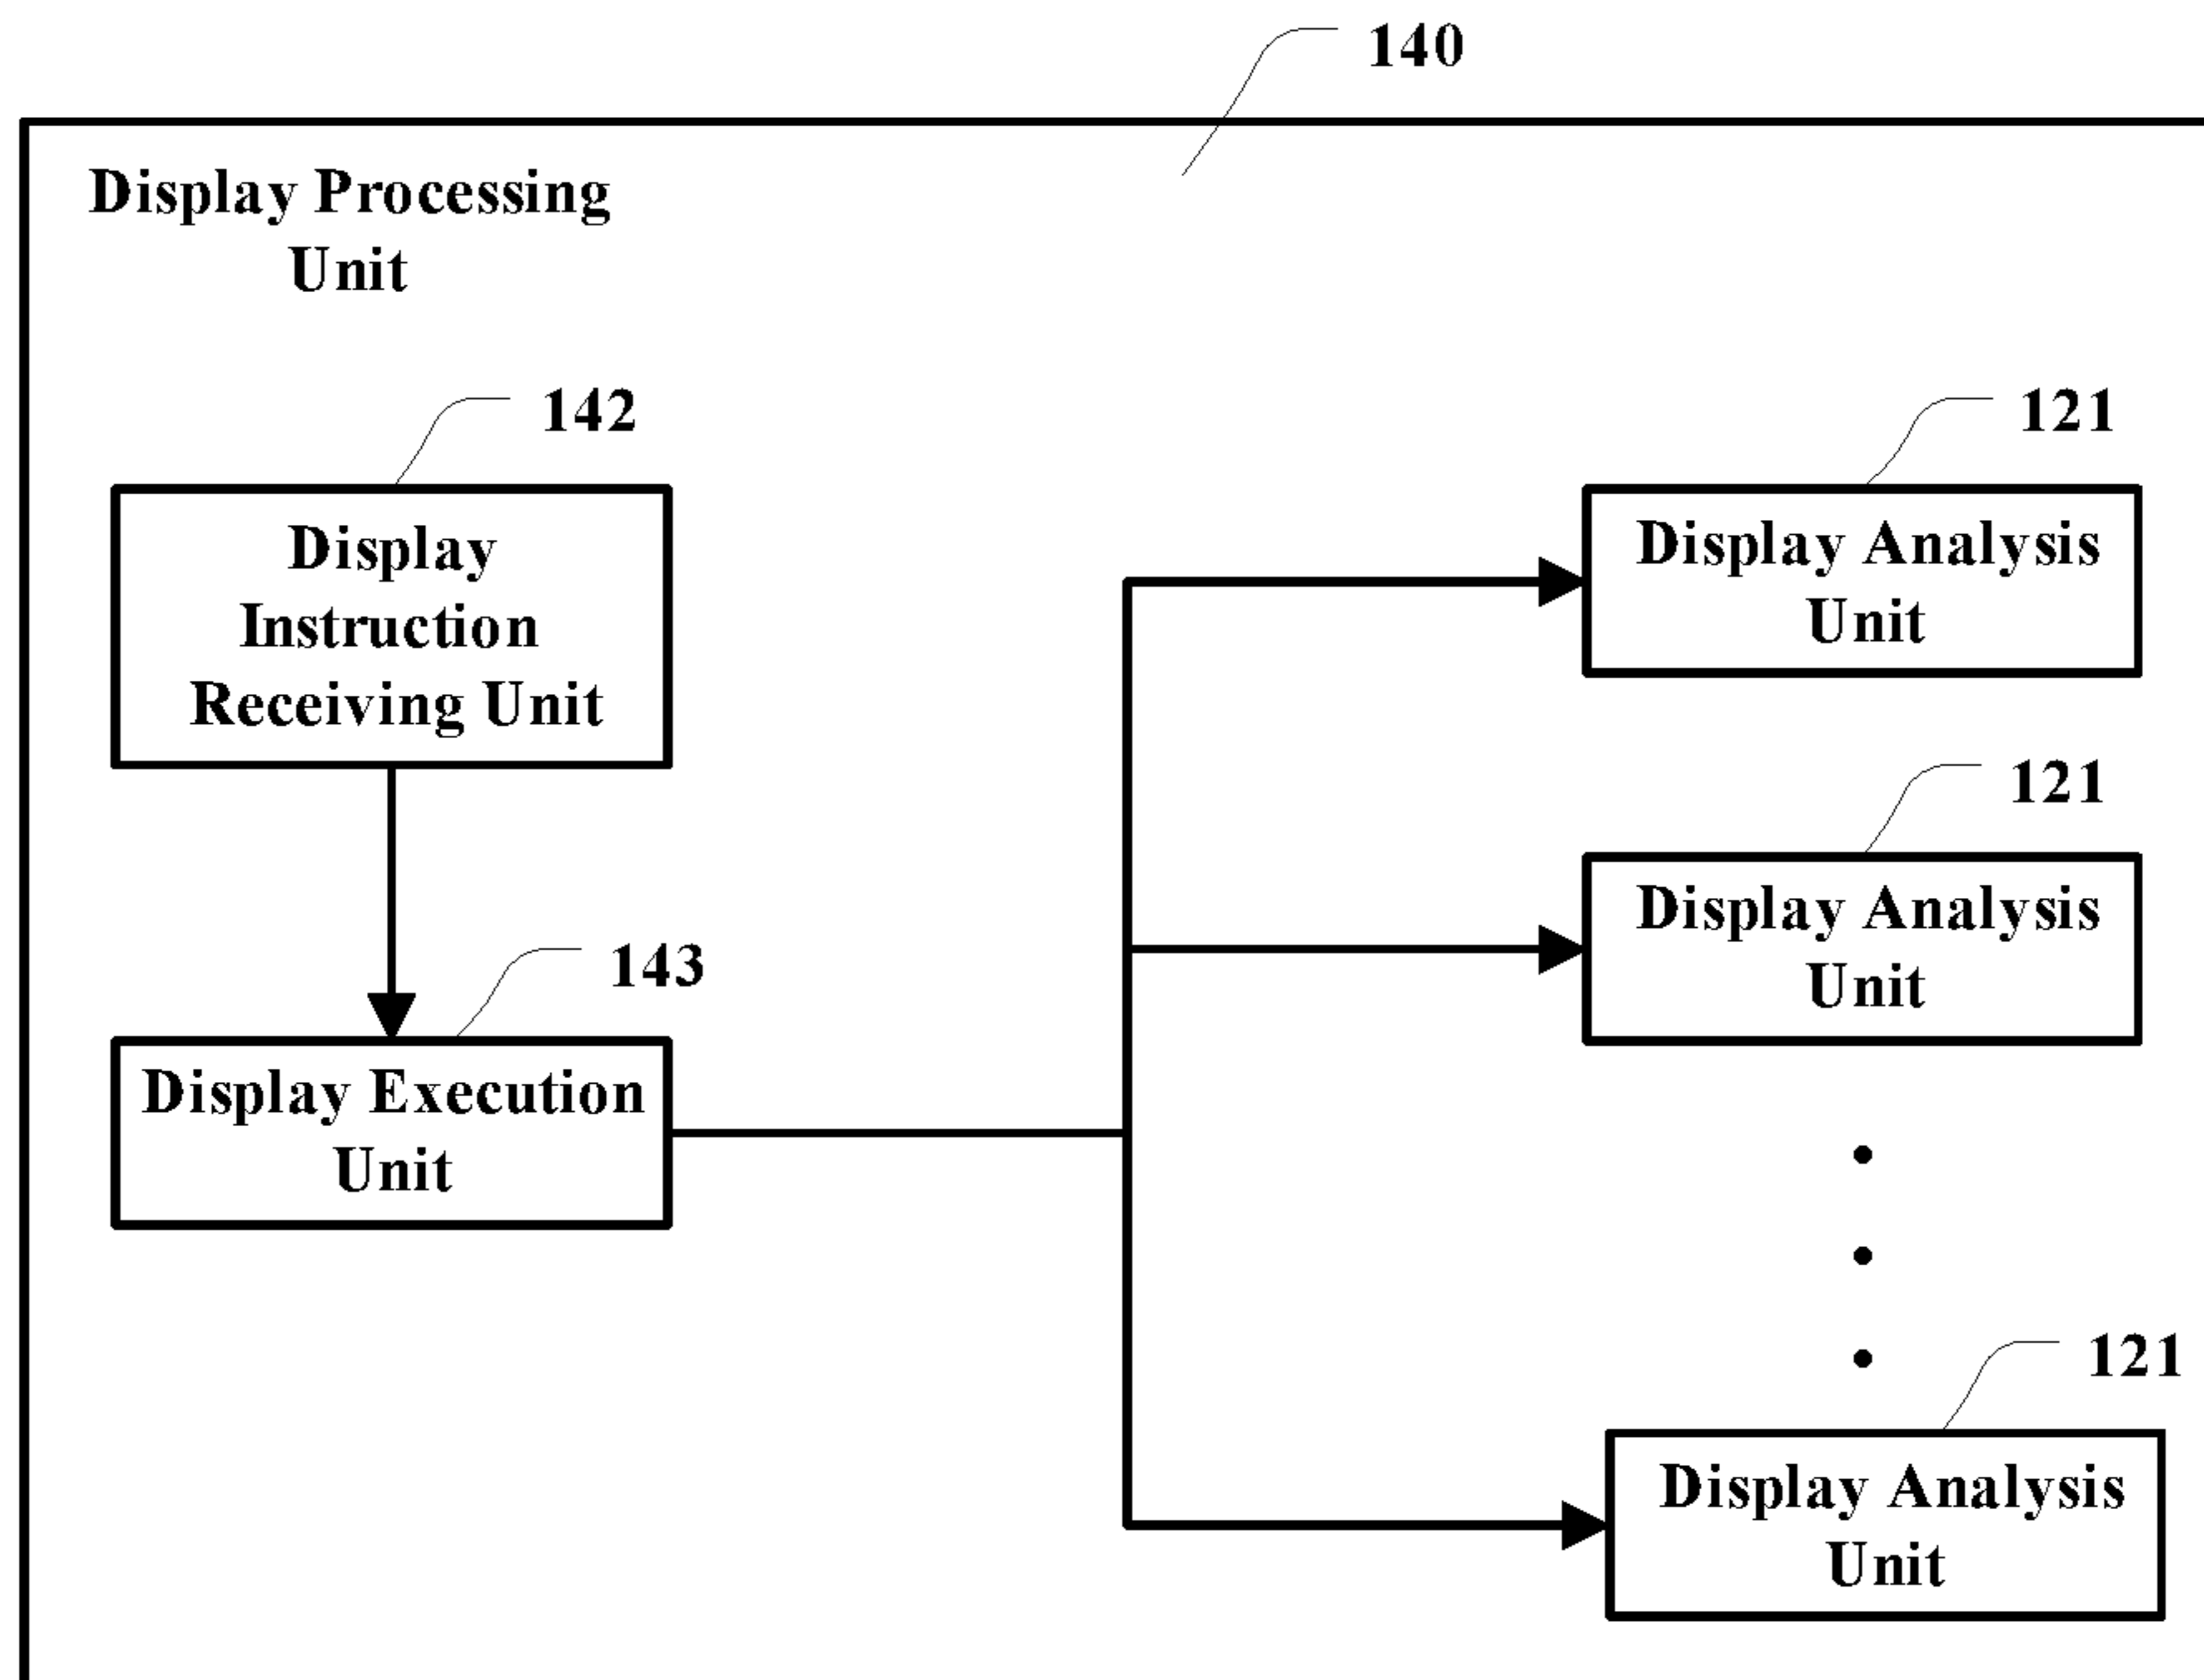 140
Display Processing
Unit
142
Display
Instruction
Receiving Unit
143
Display Execution
Unit
121
Display Analysis
Unit
121
Display Analysis
Unit
121
Display Analysis
Unit